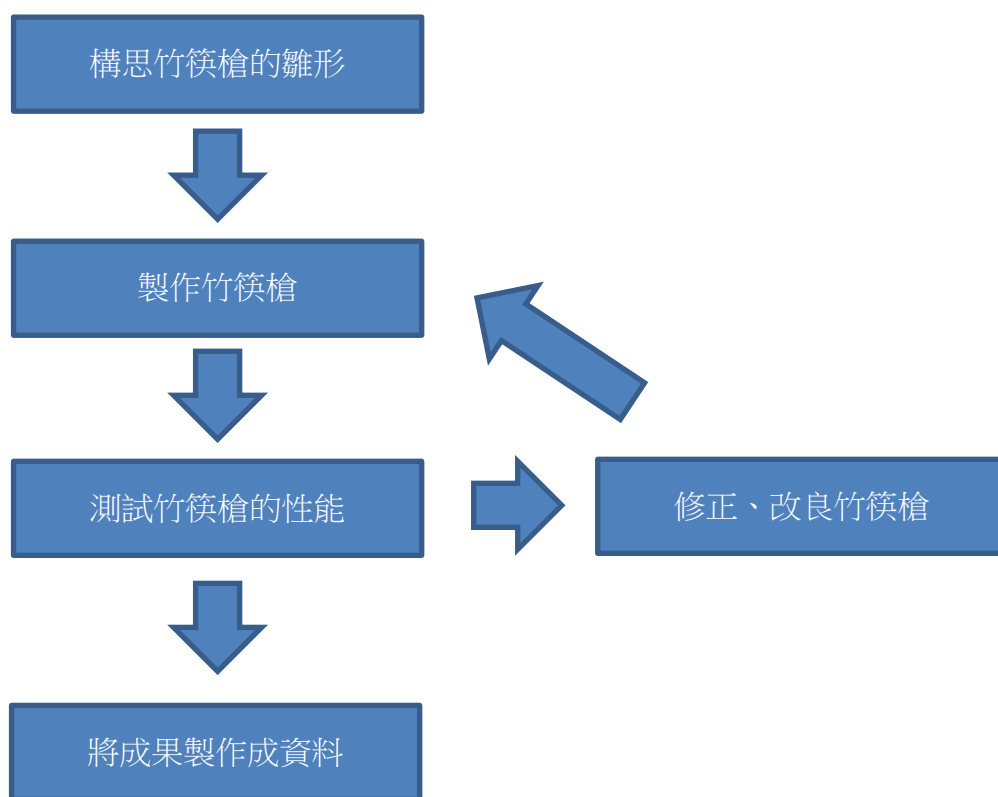 構思竹筷槍的雛形
製作竹筷槍
測試竹筷槍的性能
修正、改良竹筷槍
將成果製作成資料